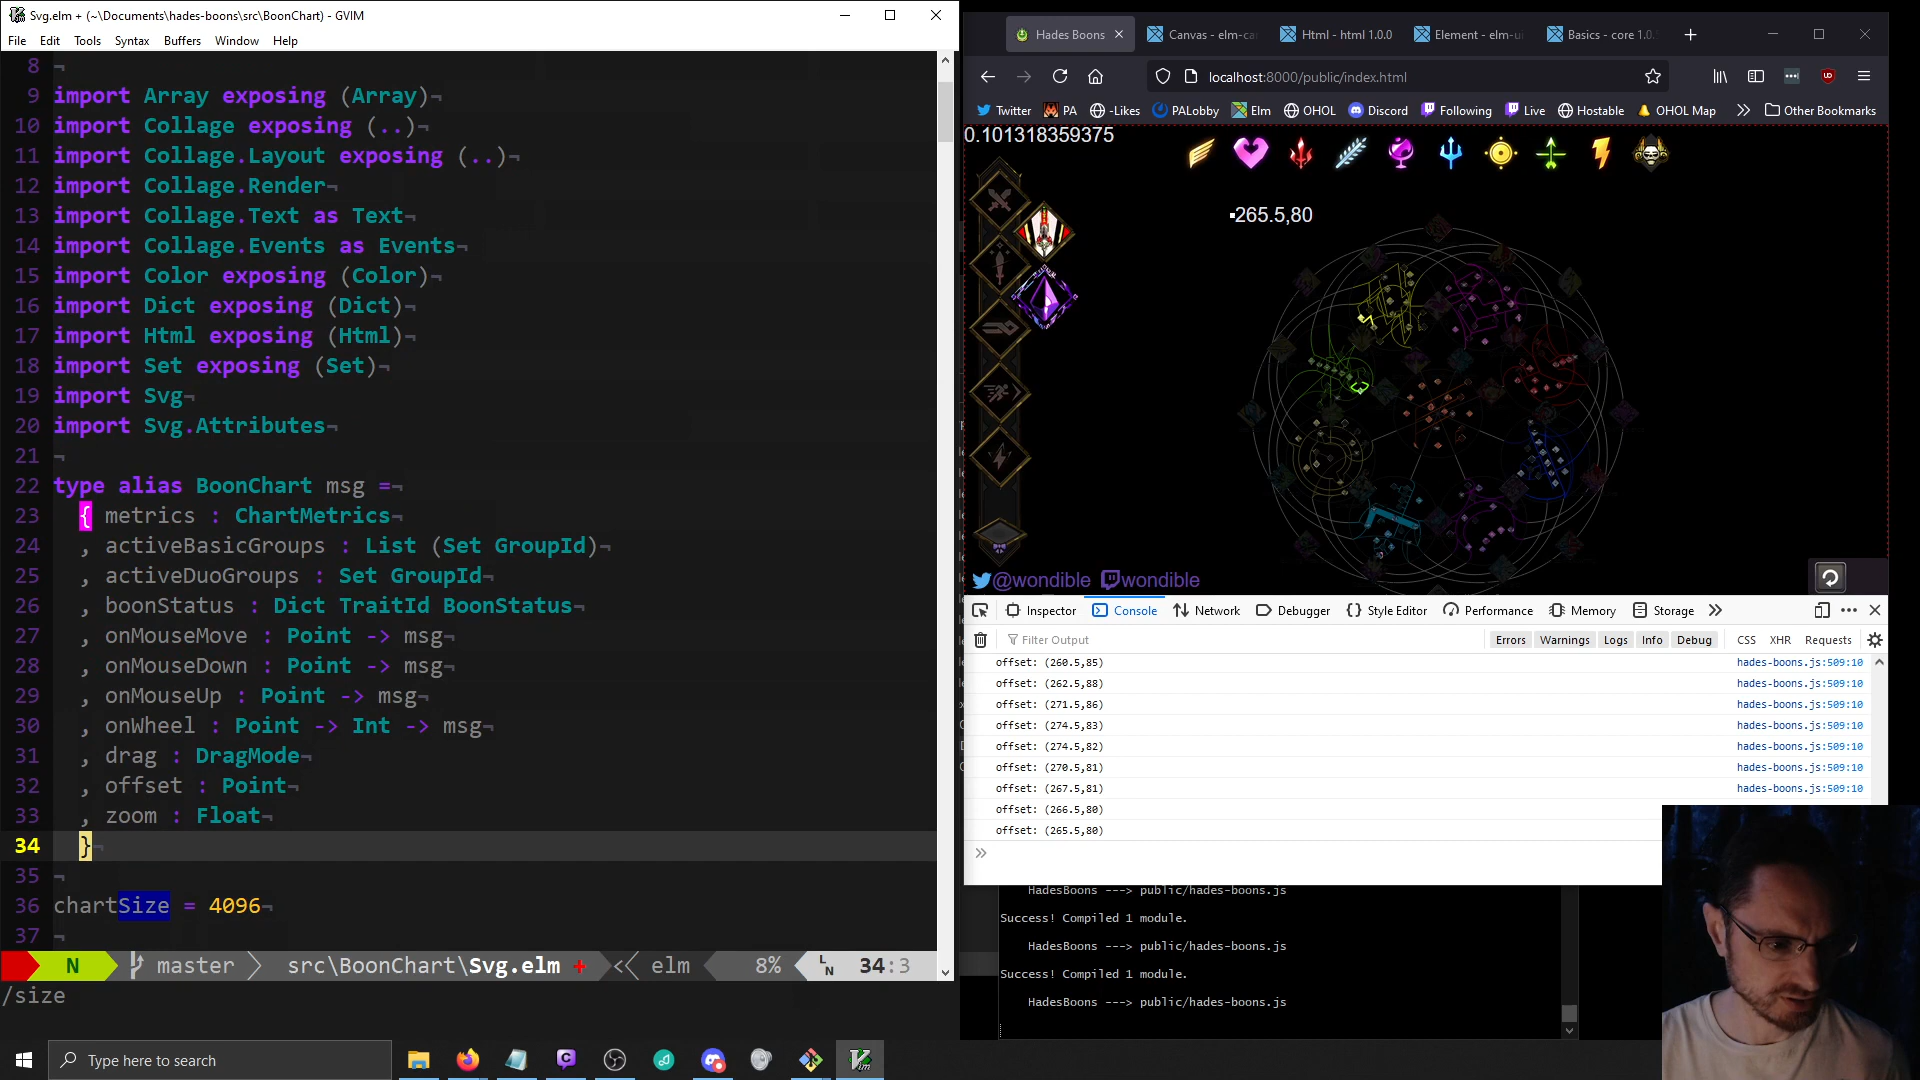 Svg.elm + (~\Documents\hades-boons\src\BoonChart) - GVIM
File Edit Tools Syntax Buffers Window Help
8 ¬
9 import Array exposing (Array)¬
10 import Collage exposing (..)¬
11 import Collage.Layout exposing (..)¬
12 import Collage.Render¬
13 import Collage.Text as Text¬
14 import Collage.Events as Events¬
15 import Color exposing (Color)¬
16 import Dict exposing (Dict)¬
17 import Html exposing (Html)¬
18 import Set exposing (Set)¬
19 import Svg¬
20 import Svg.Attributes¬
21 ¬
22 type alias BoonChart msg =¬
23 { metrics : ChartMetrics¬
24 , activeBasicGroups : List (Set GroupId)¬
25 , activeDuoGroups : Set GroupId¬
26 , boonStatus : Dict TraitId BoonStatus¬
27 , onMouseMove : Point -> msg¬
28 , onMouseDown : Point -> msg¬
29 , onMouseUp : Point -> msg¬
30 , onWheel : Point -> Int -> msg¬
31 , drag : DragMode¬
32 , offset : Point¬
33 , zoom : Float¬
34 }¬
35 ¬
36 chartSize = 4096¬
37 ¬
N master src\BoonChart\Svg.elm + elm 8% LN 34:3
/size
Type here to search
Hades Boons
Canvas - elm-ca
Html - html 1.0.0
Element - elm-u
Basics - core 1.0.
localhost:8000/public/index.html
Twitter PA -Likes PALobby Elm OHOL Discord Following Live Hostable OHOL Map Other Bookmarks
0.101318359375
265.5,80
@wondible wondible
Inspector Console Network Debugger Style Editor Performance Memory Storage
Filter Output Errors Warnings Logs Info Debug CSS XHR Requests
offset: (260.5,85) hades-boons.js:509:10
offset: (262.5,88) hades-boons.js:509:10
offset: (271.5,86) hades-boons.js:509:10
offset: (274.5,83) hades-boons.js:509:10
offset: (274.5,82) hades-boons.js:509:10
offset: (270.5,81) hades-boons.js:509:10
offset: (267.5,81) hades-boons.js:509:10
offset: (266.5,80)
offset: (265.5,80)
HadesBoons ---> public/hades-boons.js
Success! Compiled 1 module.
HadesBoons ---> public/hades-boons.js
Success! Compiled 1 module.
HadesBoons ---> public/hades-boons.js